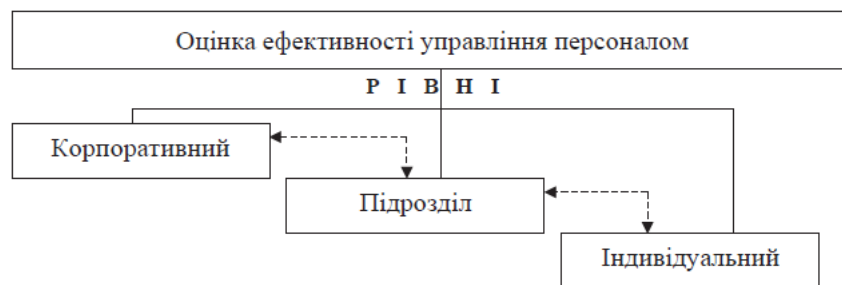 Оцінка ефективності управління персоналом
Р І В Н І
Корпоративний
Підрозділ
Індивідуальний